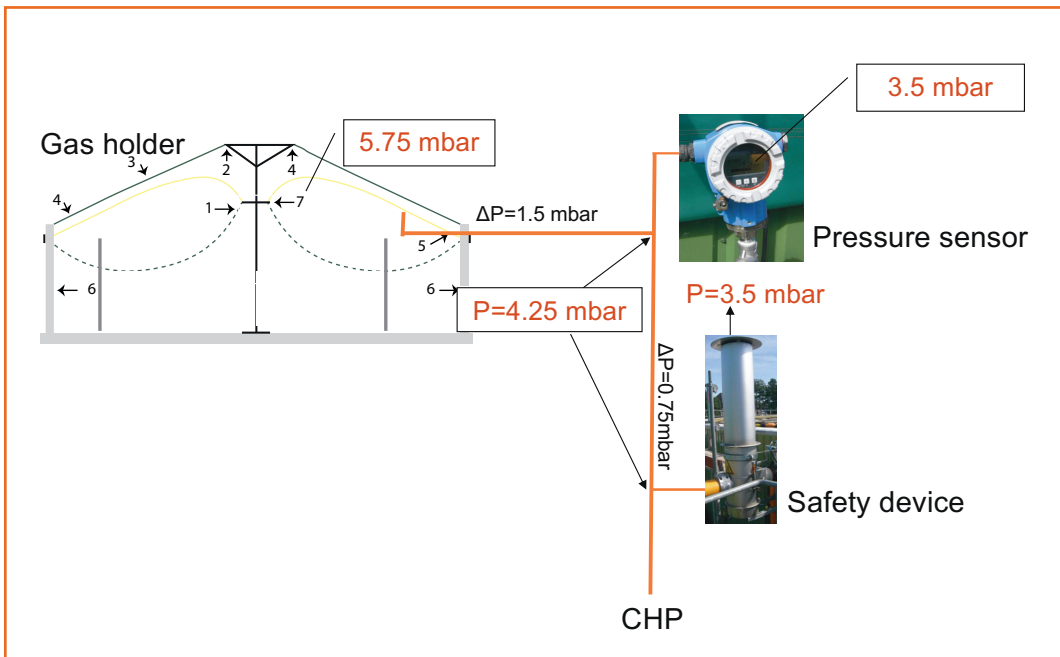 3.5 mbar
Gas holder
5.75 mbar
3
2
4
4
1
7
ΔP=1.5 mbar
5
Pressure sensor
6
6
P=4.25 mbar
P=3.5 mbar
ΔP=0.75mbar
Safety device
CHP